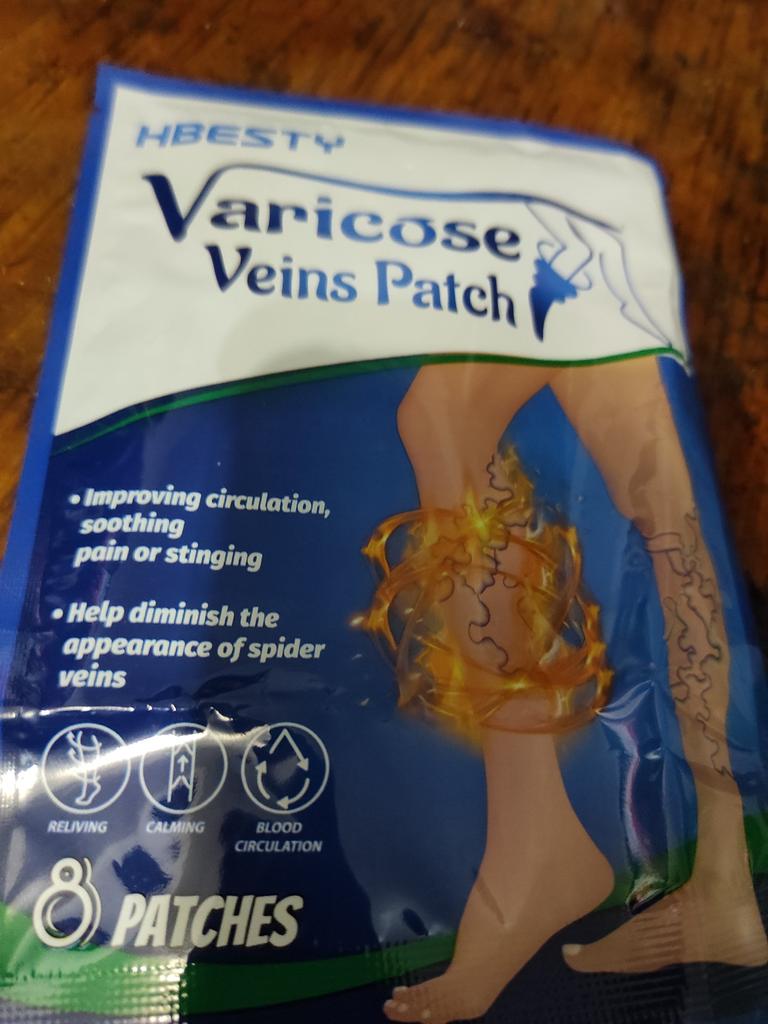 HBESTY
Varicose
Veins Patch
• Improving circulation,
soothing
pain or stinging
• Help diminish the
appearance of spider
veins
RELIVING CALMING BLOOD
CIRCULATION
8 PATCHES